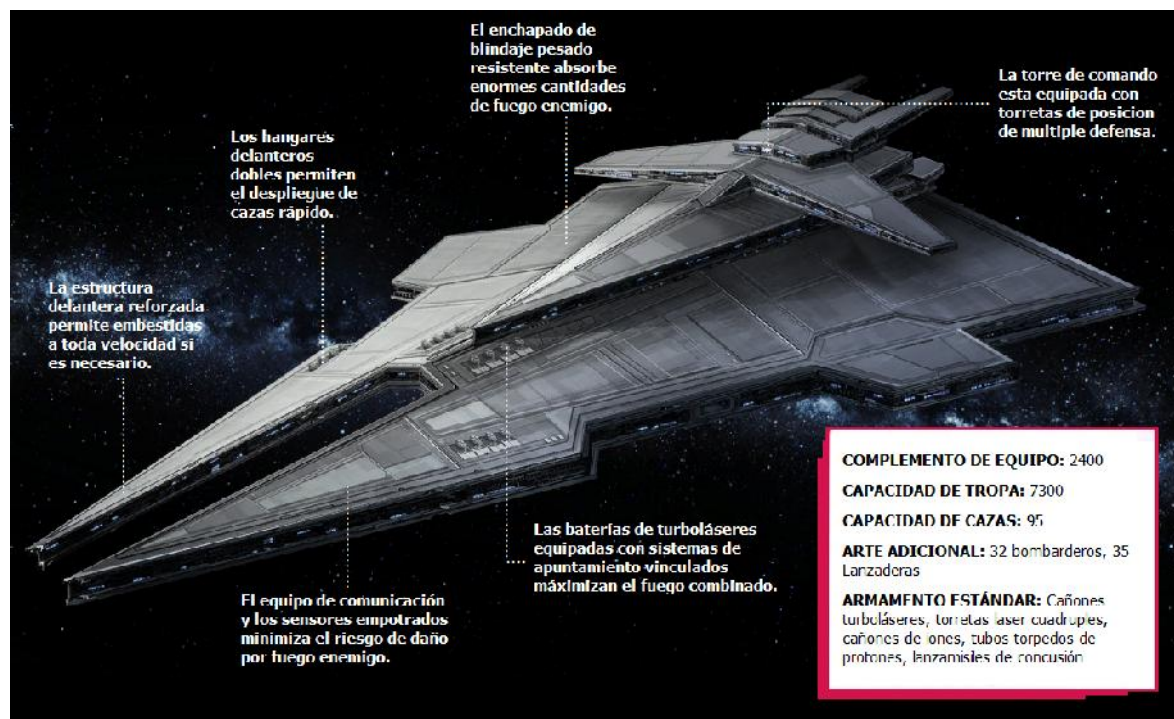 El enchapado de
blindaje pesado
resistente absorbe
enormes cantidades
de fuego enemigo.
La torre de comando
esta equipada con
torretas de posicion
de multiple defensa.
Los hangares
delanteros
dobles permiten
el despliegue de
cazas rápido.
La estructura
delantera reforzada
permite embestidas
a toda velocidad si
es necesario.
Las baterías de turboláseres
equipadas con sistemas de
apuntamiento vinculados
máximizan el fuego combinado.
El equipo de comunicación
y los sensores empotrados
minimiza el riesgo de daño
por fuego enemigo.
COMPLEMENTO DE EQUIPO: 2400
CAPACIDAD DE TROPA: 7300
CAPACIDAD DE CAZAS: 95
ARTE ADICIONAL: 32 bombarderos, 35
Lanzaderas
ARMAMENTO ESTÁNDAR: Cañones
turboláseres, torretas laser cuadruples,
cañones de iones, tubos torpedos de
protones, lanzamisiles de concusión